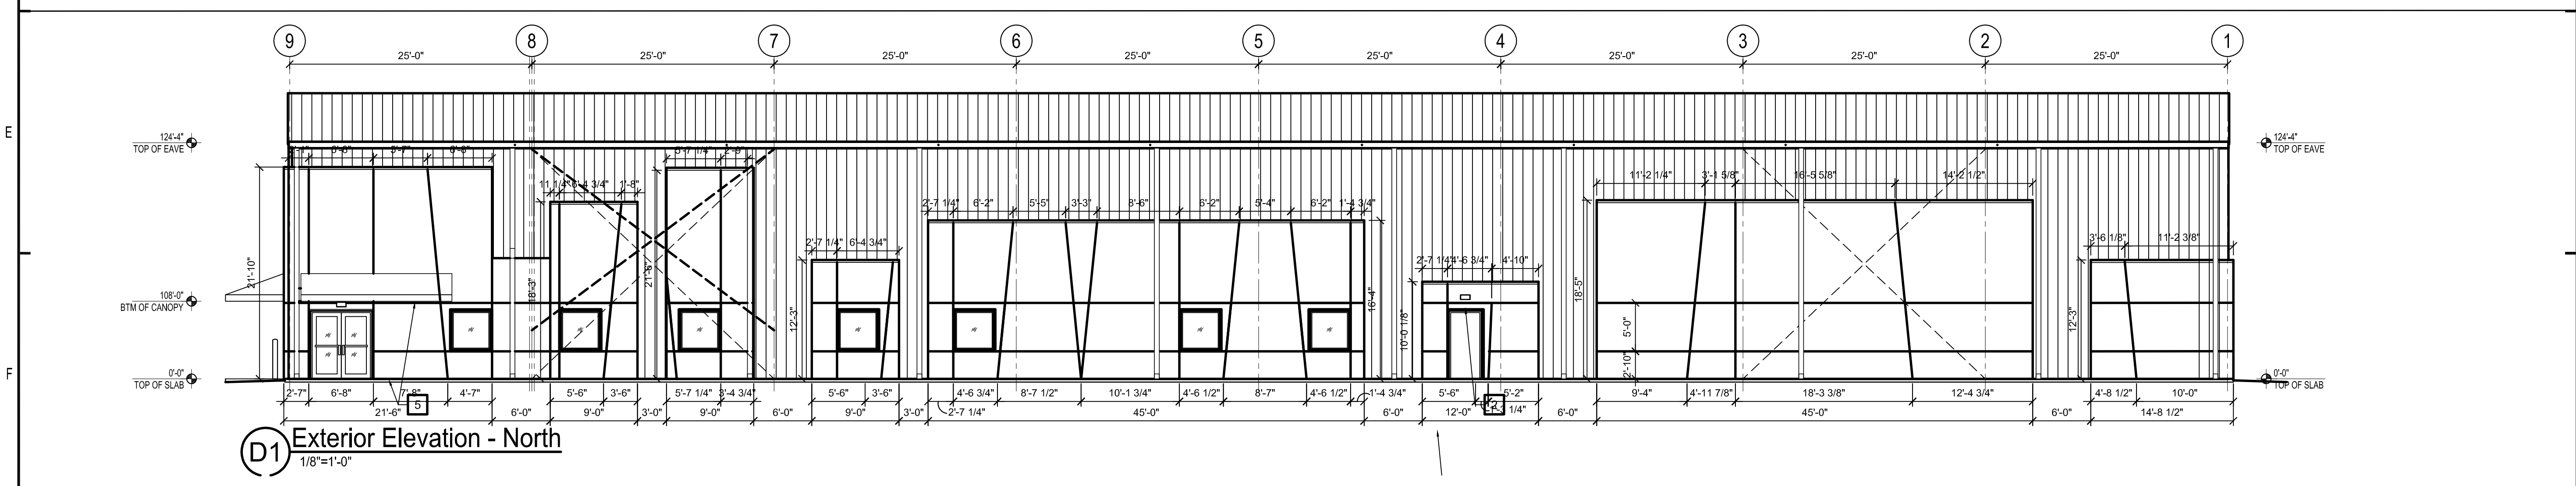 9 8 7 6 5 4 3 2 1
25'-0" 25'-0" 25'-0" 25'-0" 25'-0" 25'-0" 25'-0" 25'-0"
E
124'-4"
TOP OF EAVE
124'-4"
TOP OF EAVE
5'-7 1/4" 2'-9"
11 1/4" 6'-4 3/4" 1'-8"
11'-2 1/4" 3'-1 5/8" 16'-5 5/8" 14'-2 1/2"
2'-7 1/4" 6'-2" 5'-5" 3'-3" 8'-6" 6'-2" 5'-4" 6'-2" 1'-4 3/4"
2'-7 1/4" 6'-4 3/4"
3'-6 1/8" 11'-2 3/8"
2'-7 1/4" 4'-6 3/4" 4'-10"
21'-10"
18'-3"
21'-6"
12'-3"
16'-4"
10'-0 1/8"
18'-5"
5'-0"
2'-10"
12'-3"
108'-0"
BTM OF CANOPY
F
0'-0"
TOP OF SLAB
0'-0"
TOP OF SLAB
2'-7" 6'-8" 7'-8" 4'-7" 5'-6" 3'-6" 5'-7 1/4" 3'-4 3/4" 5'-6" 3'-6" 4'-6 3/4" 8'-7 1/2" 10'-1 3/4" 4'-6 1/2" 8'-7" 4'-6 1/2" 1'-4 3/4" 5'-6" 5'-2" 9'-4" 4'-11 7/8" 18'-3 3/8" 12'-4 3/4" 4'-8 1/2" 10'-0"
5
21'-6" 6'-0" 9'-0" 3'-0" 9'-0" 6'-0" 9'-0" 3'-0" 2'-7 1/4" 45'-0" 6'-0" 12'-0" 6'-0" 45'-0" 6'-0" 14'-8 1/2"
D1
Exterior Elevation - North
1/8"=1'-0"